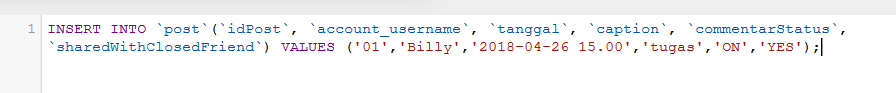 1 INSERT INTO `post`(`idPost`, `account_username`, `tanggal`, `caption`, `commentarStatus`,
`sharedWithClosedFriend`) VALUES ('01','Billy','2018-04-26 15.00','tugas','ON','YES');